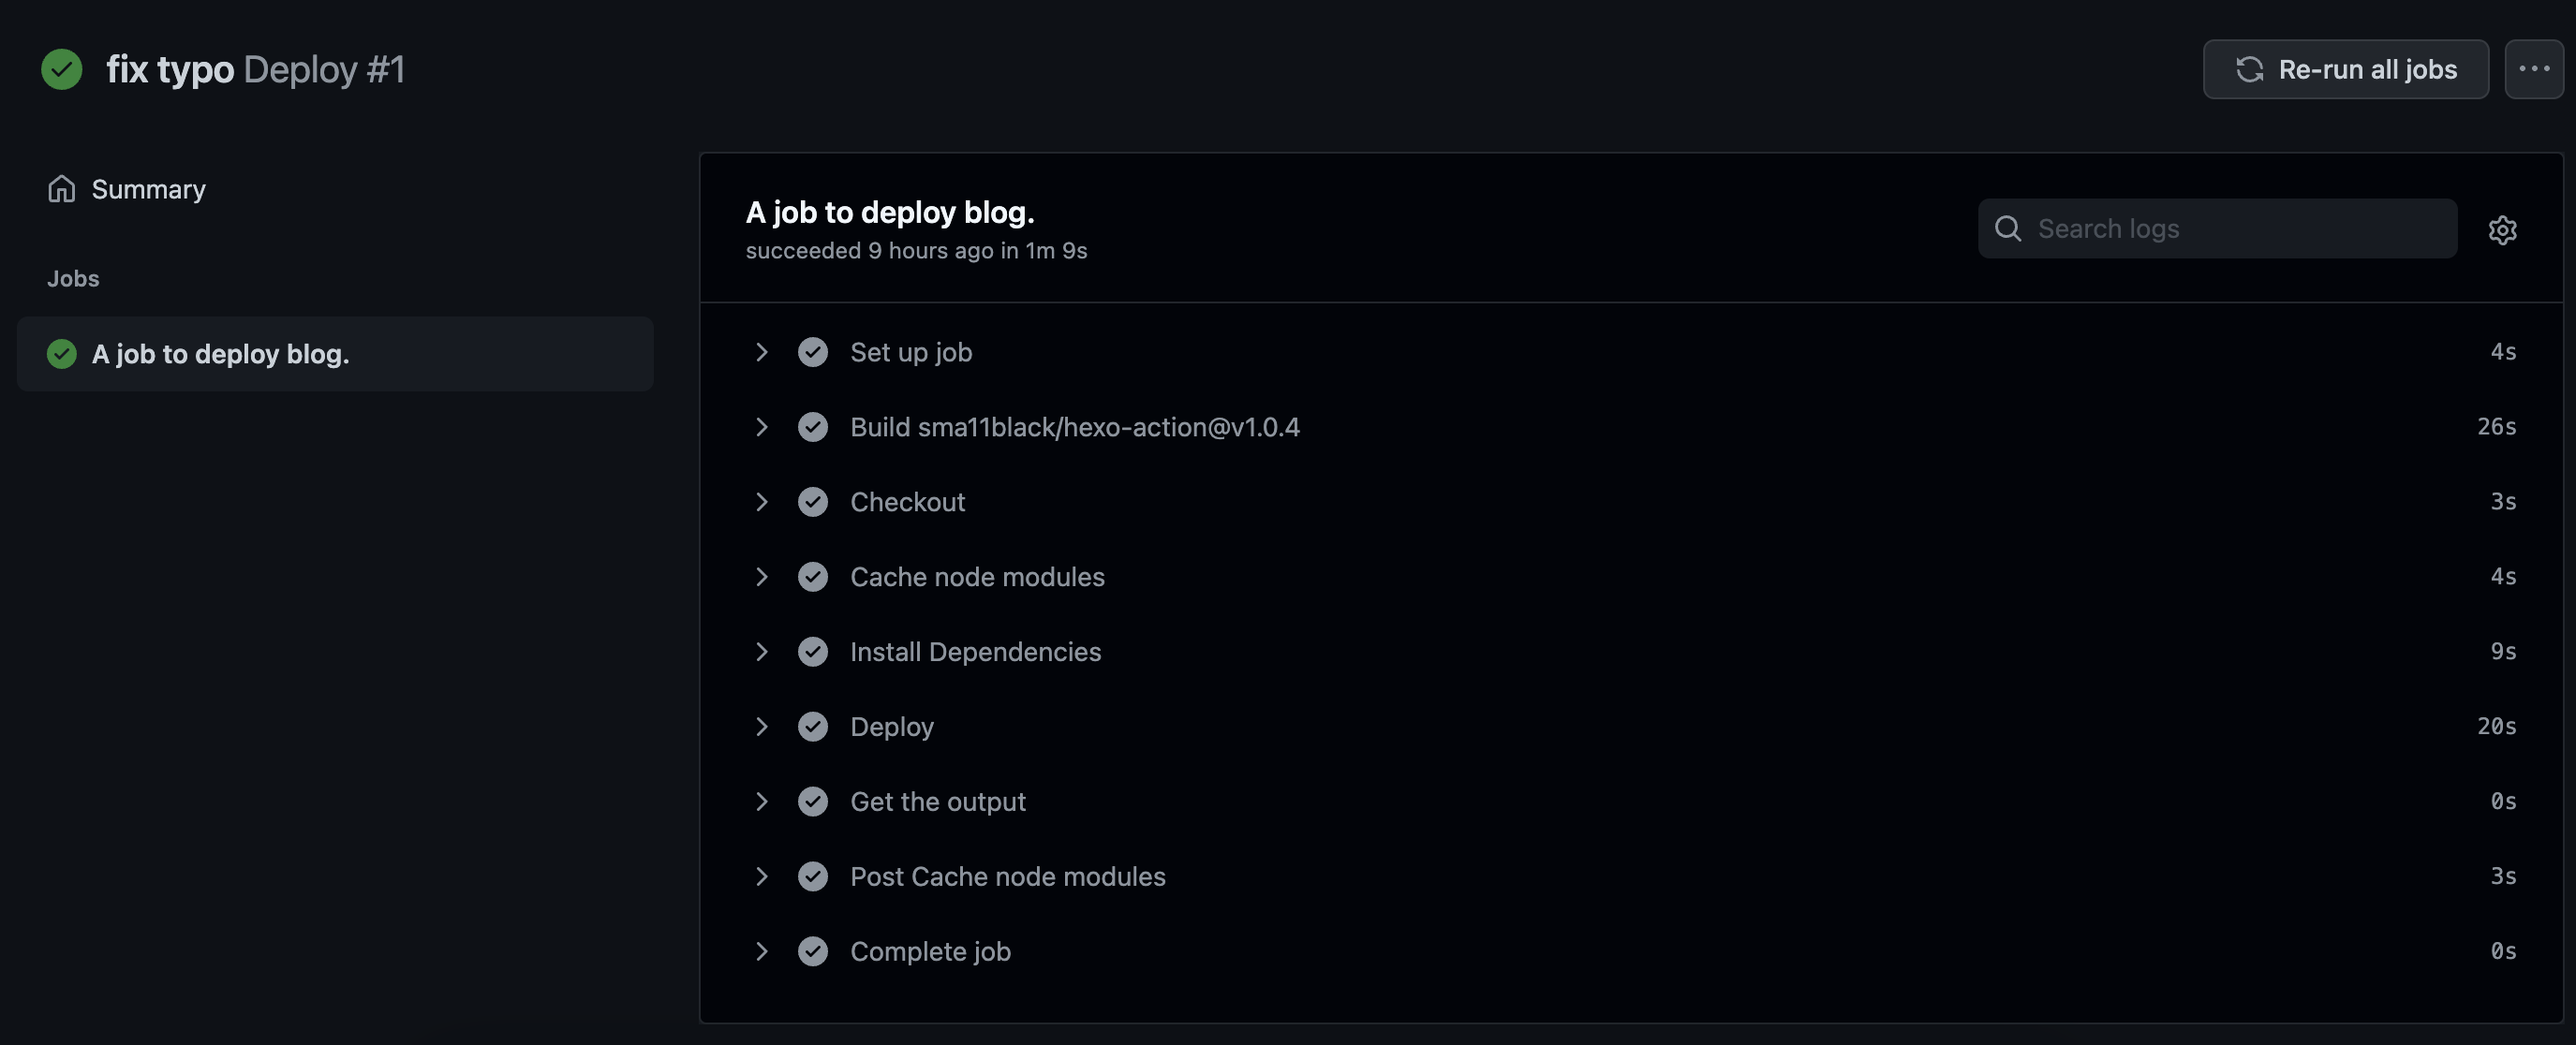 fix typo Deploy #1
Re-run all jobs
Summary
Jobs
A job to deploy blog.
A job to deploy blog.
succeeded 9 hours ago in 1m 9s
Search logs
Set up job 4s
Build sma11black/hexo-action@v1.0.4 26s
Checkout 3s
Cache node modules 4s
Install Dependencies 9s
Deploy 20s
Get the output 0s
Post Cache node modules 3s
Complete job 0s